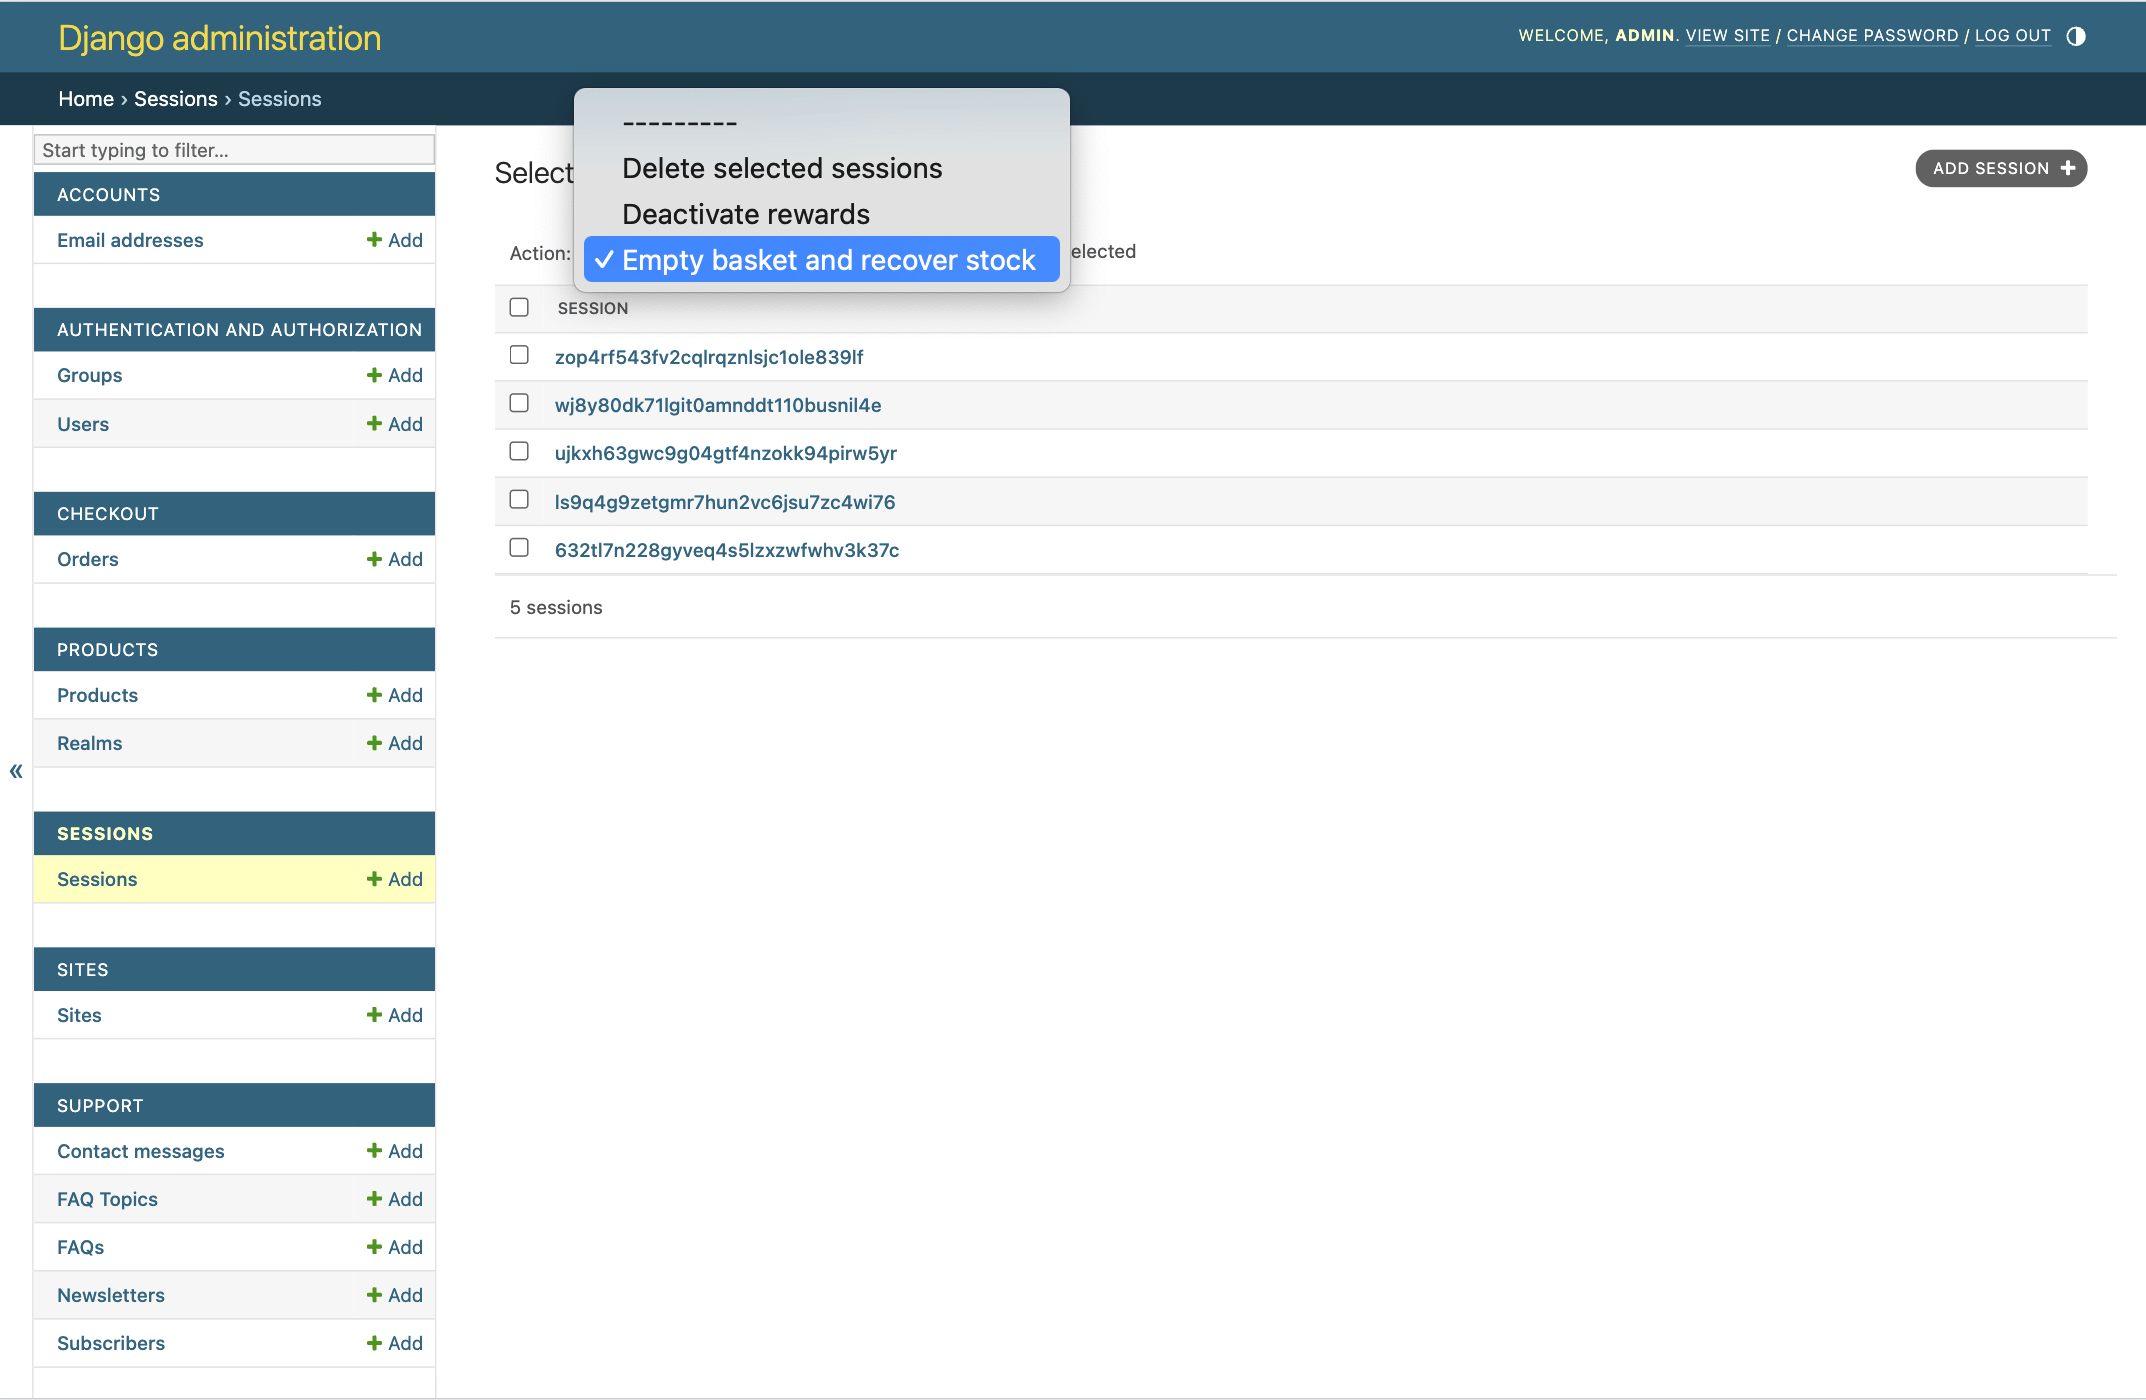 Django administration
WELCOME, ADMIN. VIEW SITE / CHANGE PASSWORD / LOG OUT
Home › Sessions › Sessions
Start typing to filter...
ACCOUNTS
Email addresses + Add
AUTHENTICATION AND AUTHORIZATION
Groups + Add
Users + Add
CHECKOUT
Orders + Add
PRODUCTS
Products + Add
Realms + Add
«
SESSIONS
Sessions + Add
SITES
Sites + Add
SUPPORT
Contact messages + Add
FAQ Topics + Add
FAQs + Add
Newsletters + Add
Subscribers + Add
Select
ADD SESSION +
---------
Delete selected sessions
Deactivate rewards
✓ Empty basket and recover stock
Action:
elected
SESSION
zop4rf543fv2cqlrqznlsjc1ole839lf
wj8y80dk71lgit0amnddt110busnil4e
ujkxh63gwc9g04gtf4nzokk94pirw5yr
ls9q4g9zetgmr7hun2vc6jsu7zc4wi76
632tl7n228gyveq4s5lzxzwfwhv3k37c
5 sessions